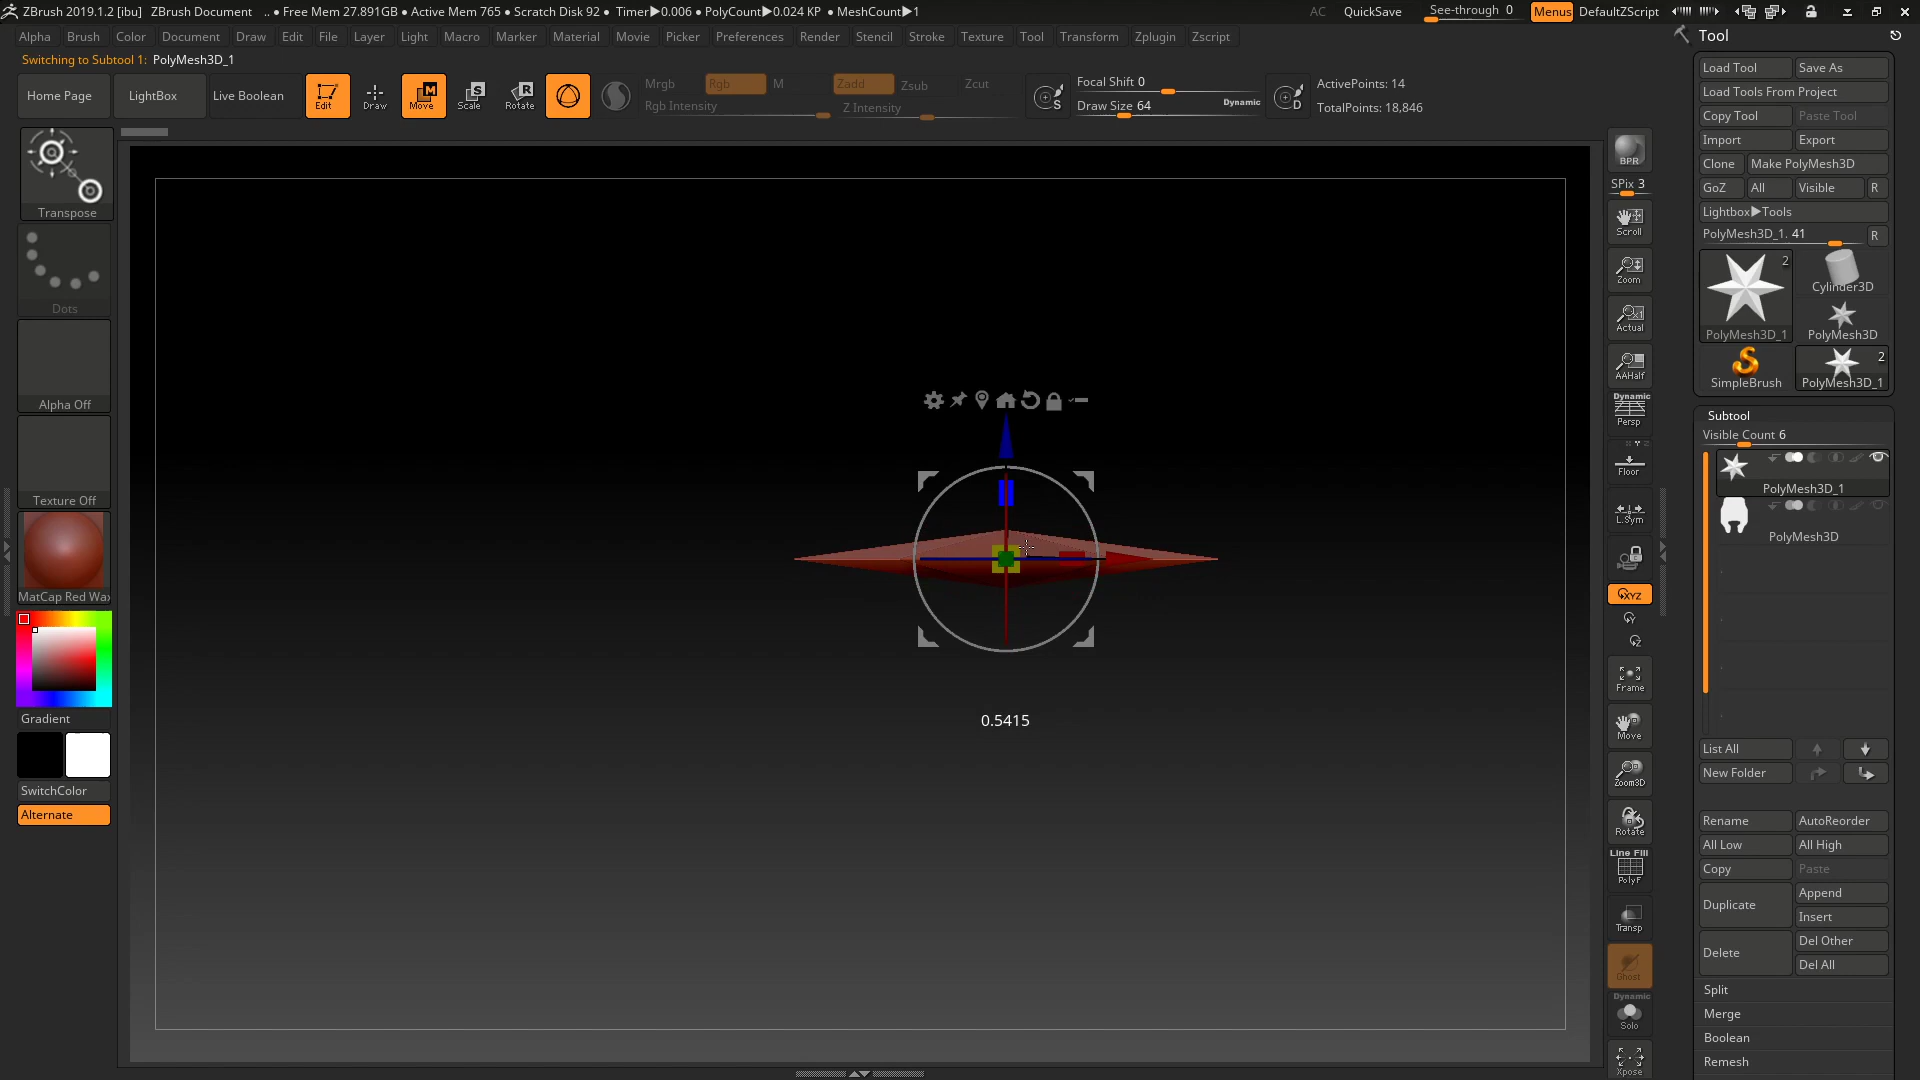 ZBrush 2019.1.2 [ibu] ZBrush Document .. ● Free Mem 27.891GB ● Active Mem 765 ● Scratch Disk 92 ● Timer▶0.006 ● PolyCount▶0.024 KP ● MeshCount▶1 AC QuickSave See-through 0 Menus DefaultZScript
Alpha Brush Color Document Draw Edit File Layer Light Macro Marker Material Movie Picker Preferences Render Stencil Stroke Texture Tool Transform Zplugin Zscript
Tool
Switching to Subtool 1: PolyMesh3D_1
Home Page
LightBox
Live Boolean
Edit
Draw
Move
Scale
Rotate
Mrgb Rgb M Zadd Zsub Zcut
Rgb Intensity Z Intensity
S
Focal Shift 0
Draw Size 64 Dynamic
D
ActivePoints: 14
TotalPoints: 18,846
Transpose
Dots
Alpha Off
Texture Off
MatCap Red Wax
Gradient
SwitchColor
Alternate
0.5415
BPR
SPix 3
Scroll
Zoom
Actual
AAHalf
Dynamic
Persp
Floor
L.Sym
XYZ
Y
Z
Frame
Move
Zoom3D
Rotate
Line Fill
PolyF
Transp
Ghost
Dynamic
Solo
Xpose
Load Tool Save As
Load Tools From Project
Copy Tool Paste Tool
Import Export
Clone Make PolyMesh3D
GoZ All Visible R
Lightbox▶Tools
PolyMesh3D_1. 41 R
2
Cylinder3D
PolyMesh3D_1 PolyMesh3D
2
SimpleBrush PolyMesh3D_1
Subtool
Visible Count 6
PolyMesh3D_1
PolyMesh3D
List All
New Folder
Rename AutoReorder
All Low All High
Copy Paste
Duplicate Append
Insert
Delete Del Other
Del All
Split
Merge
Boolean
Remesh